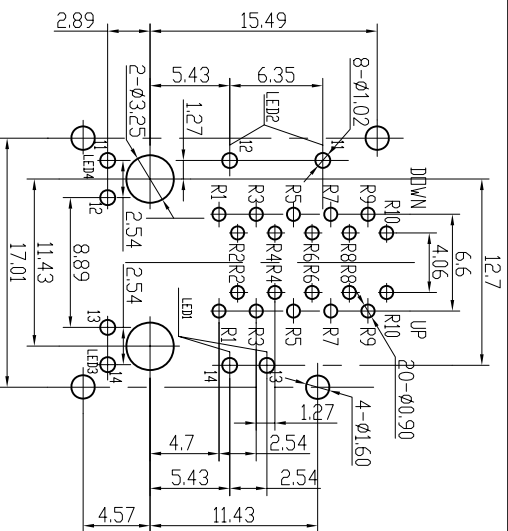 2.89
15.49
5.43
6.35
8-ø1.02
2-ø3.25
1.27
LED2
12
11
11
LED4
12
DOWN
R1
R3
R5
R7
R9
R10
R2
R4
R6
R8
R2
R4
R6
R8
R10
R1
R3
R5
R7
R9
UP
2.54
2.54
8.89
11.43
17.01
4.06
6.6
12.7
LED1
13
LED3
14
14
13
20-ø0.90
4-ø1.60
1.27
4.7
2.54
5.43
2.54
4.57
11.43